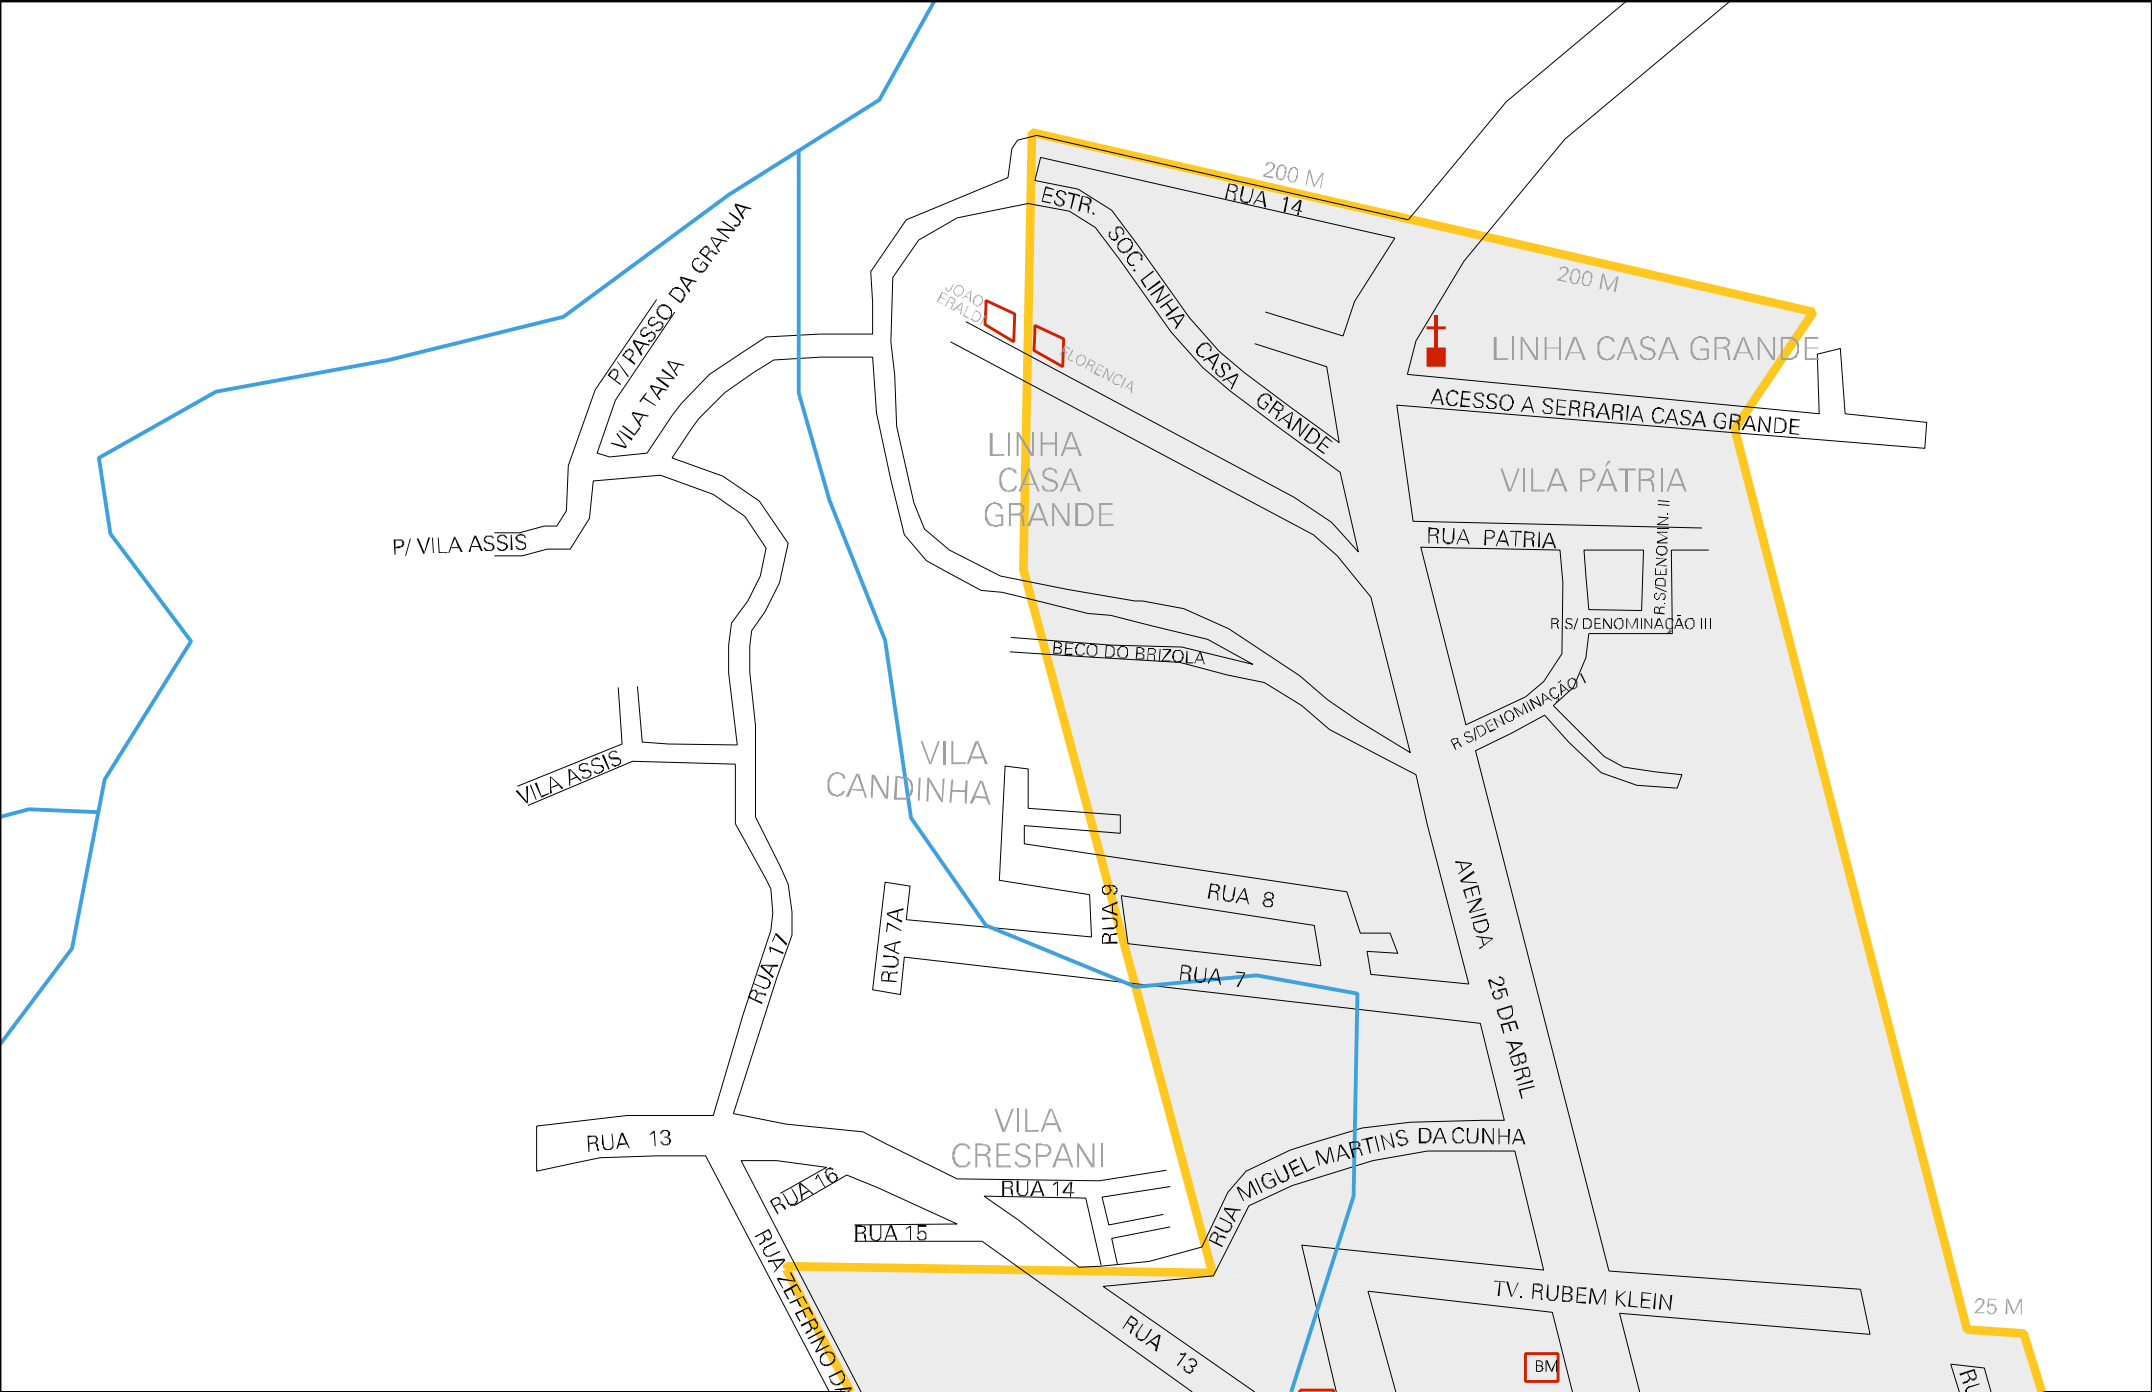 200 M
RUA 14
ESTR. SOC. LINHA CASA GRANDE
200 M
P/ PASSO DA GRANJA
VILA TANA
JOAO
FLORENCIA
LINHA CASA GRANDE
ACESSO A SERRARIA CASA GRANDE
LINHA
CASA
GRANDE
VILA PÁTRIA
P/ VILA ASSIS
RUA PATRIA
R.S/DENOMIN. II
R.S/ DENOMINAÇÃO III
BECO DO BRIZOLA
R S/DENOMINAÇÃO I
VILA ASSIS
VILA
CANDINHA
RUA 8
RUA 9
RUA 7A
RUA 7
AVENIDA 25 DE ABRIL
RUA 17
VILA
CRESPANI
RUA 13
RUA MIGUEL MARTINS DA CUNHA
RUA 16
RUA 14
RUA 15
RUA ZEFERINO DA
TV. RUBEM KLEIN
25 M
RUA 13
BM